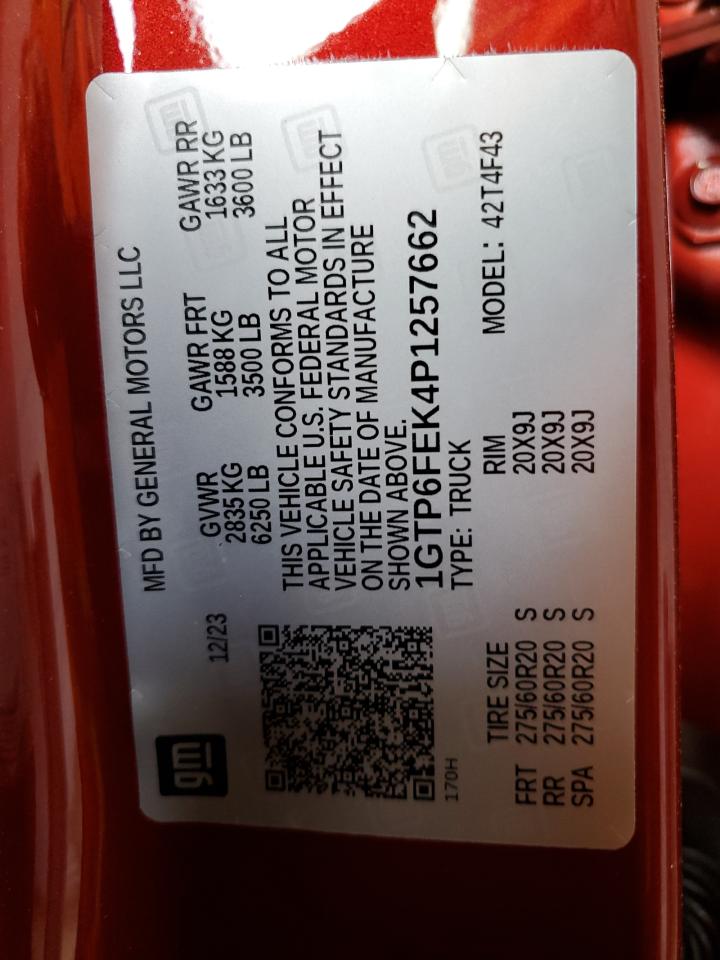 gm
MFD BY GENERAL MOTORS LLC
12/23
GVWR GAWR FRT GAWR RR
2835 KG 1588 KG 1633 KG
6250 LB 3500 LB 3600 LB
THIS VEHICLE CONFORMS TO ALL
APPLICABLE U.S. FEDERAL MOTOR
VEHICLE SAFETY STANDARDS IN EFFECT
ON THE DATE OF MANUFACTURE
SHOWN ABOVE.
1GTP6FEK4P1257662
170H
TYPE: TRUCK
MODEL: 42T4F43
TIRE SIZE RIM
FRT 275/60R20 S 20X9J
RR 275/60R20 S 20X9J
SPA 275/60R20 S 20X9J